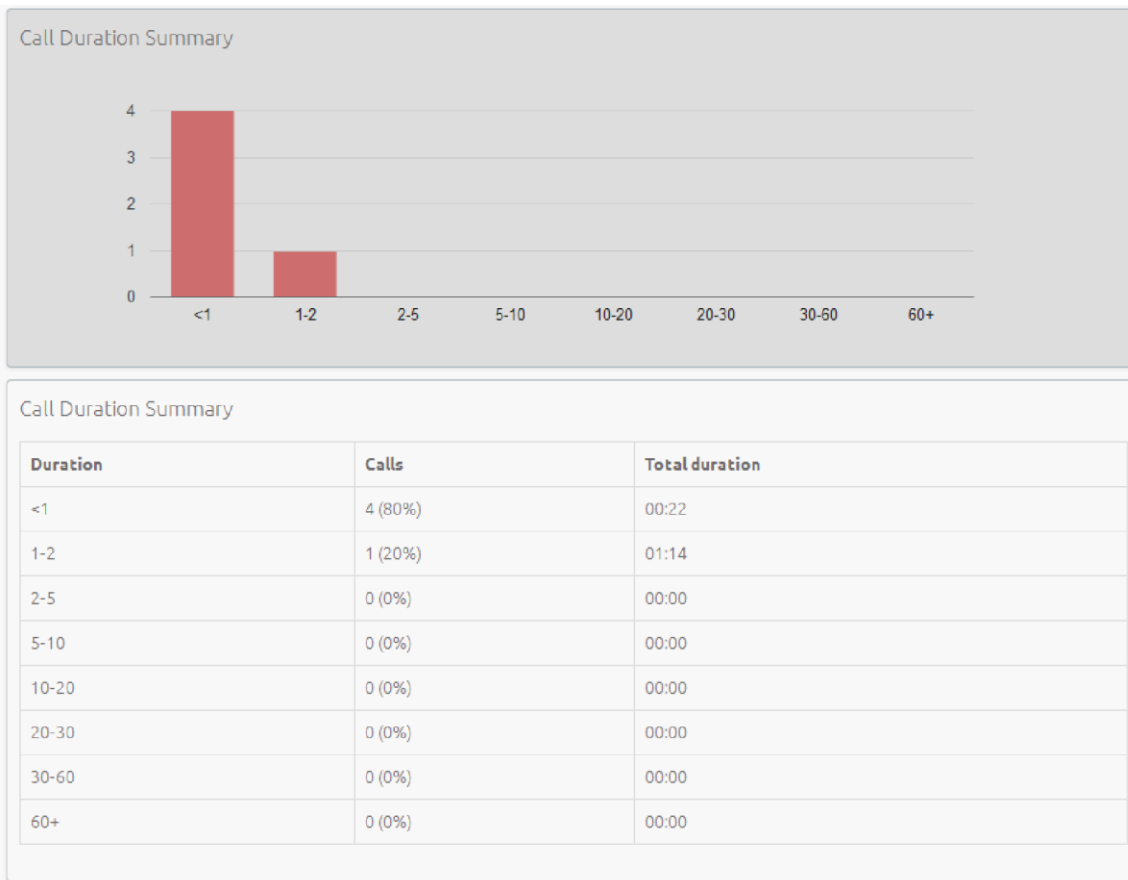 Call Duration Summary
4
3
2
1
0
<1 1-2 2-5 5-10 10-20 20-30 30-60 60+
Call Duration Summary
Duration Calls Total duration
<1 4 (80%) 00:22
1-2 1 (20%) 01:14
2-5 0 (0%) 00:00
5-10 0 (0%) 00:00
10-20 0 (0%) 00:00
20-30 0 (0%) 00:00
30-60 0 (0%) 00:00
60+ 0 (0%) 00:00